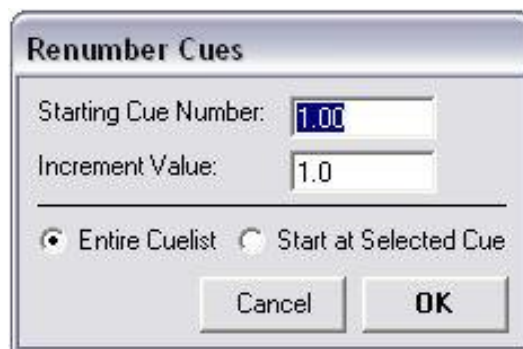 Renumber Cues
Starting Cue Number: 1.00
Increment Value: 1.0
Entire Cuelist Start at Selected Cue
Cancel OK